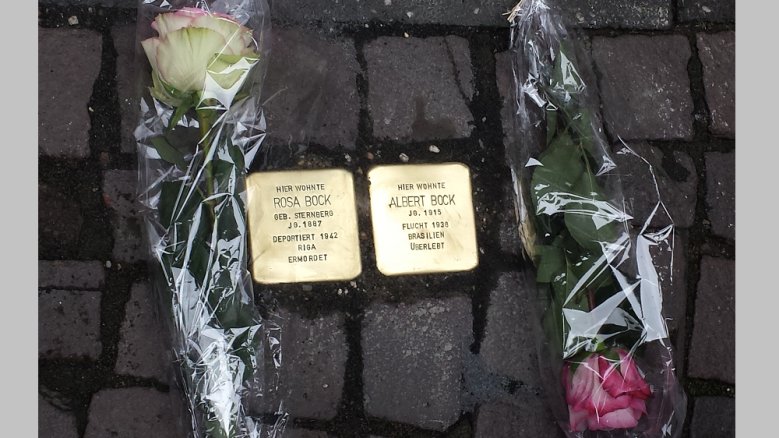 HIER WOHNTE
ROSA BOCK
GEB. STERNBERG
JG. 1887
DEPORTIERT 1942
RIGA
ERMORDET
HIER WOHNTE
ALBERT BOCK
JG. 1915
FLUCHT 1936
BRASILIEN
ÜBERLEBT